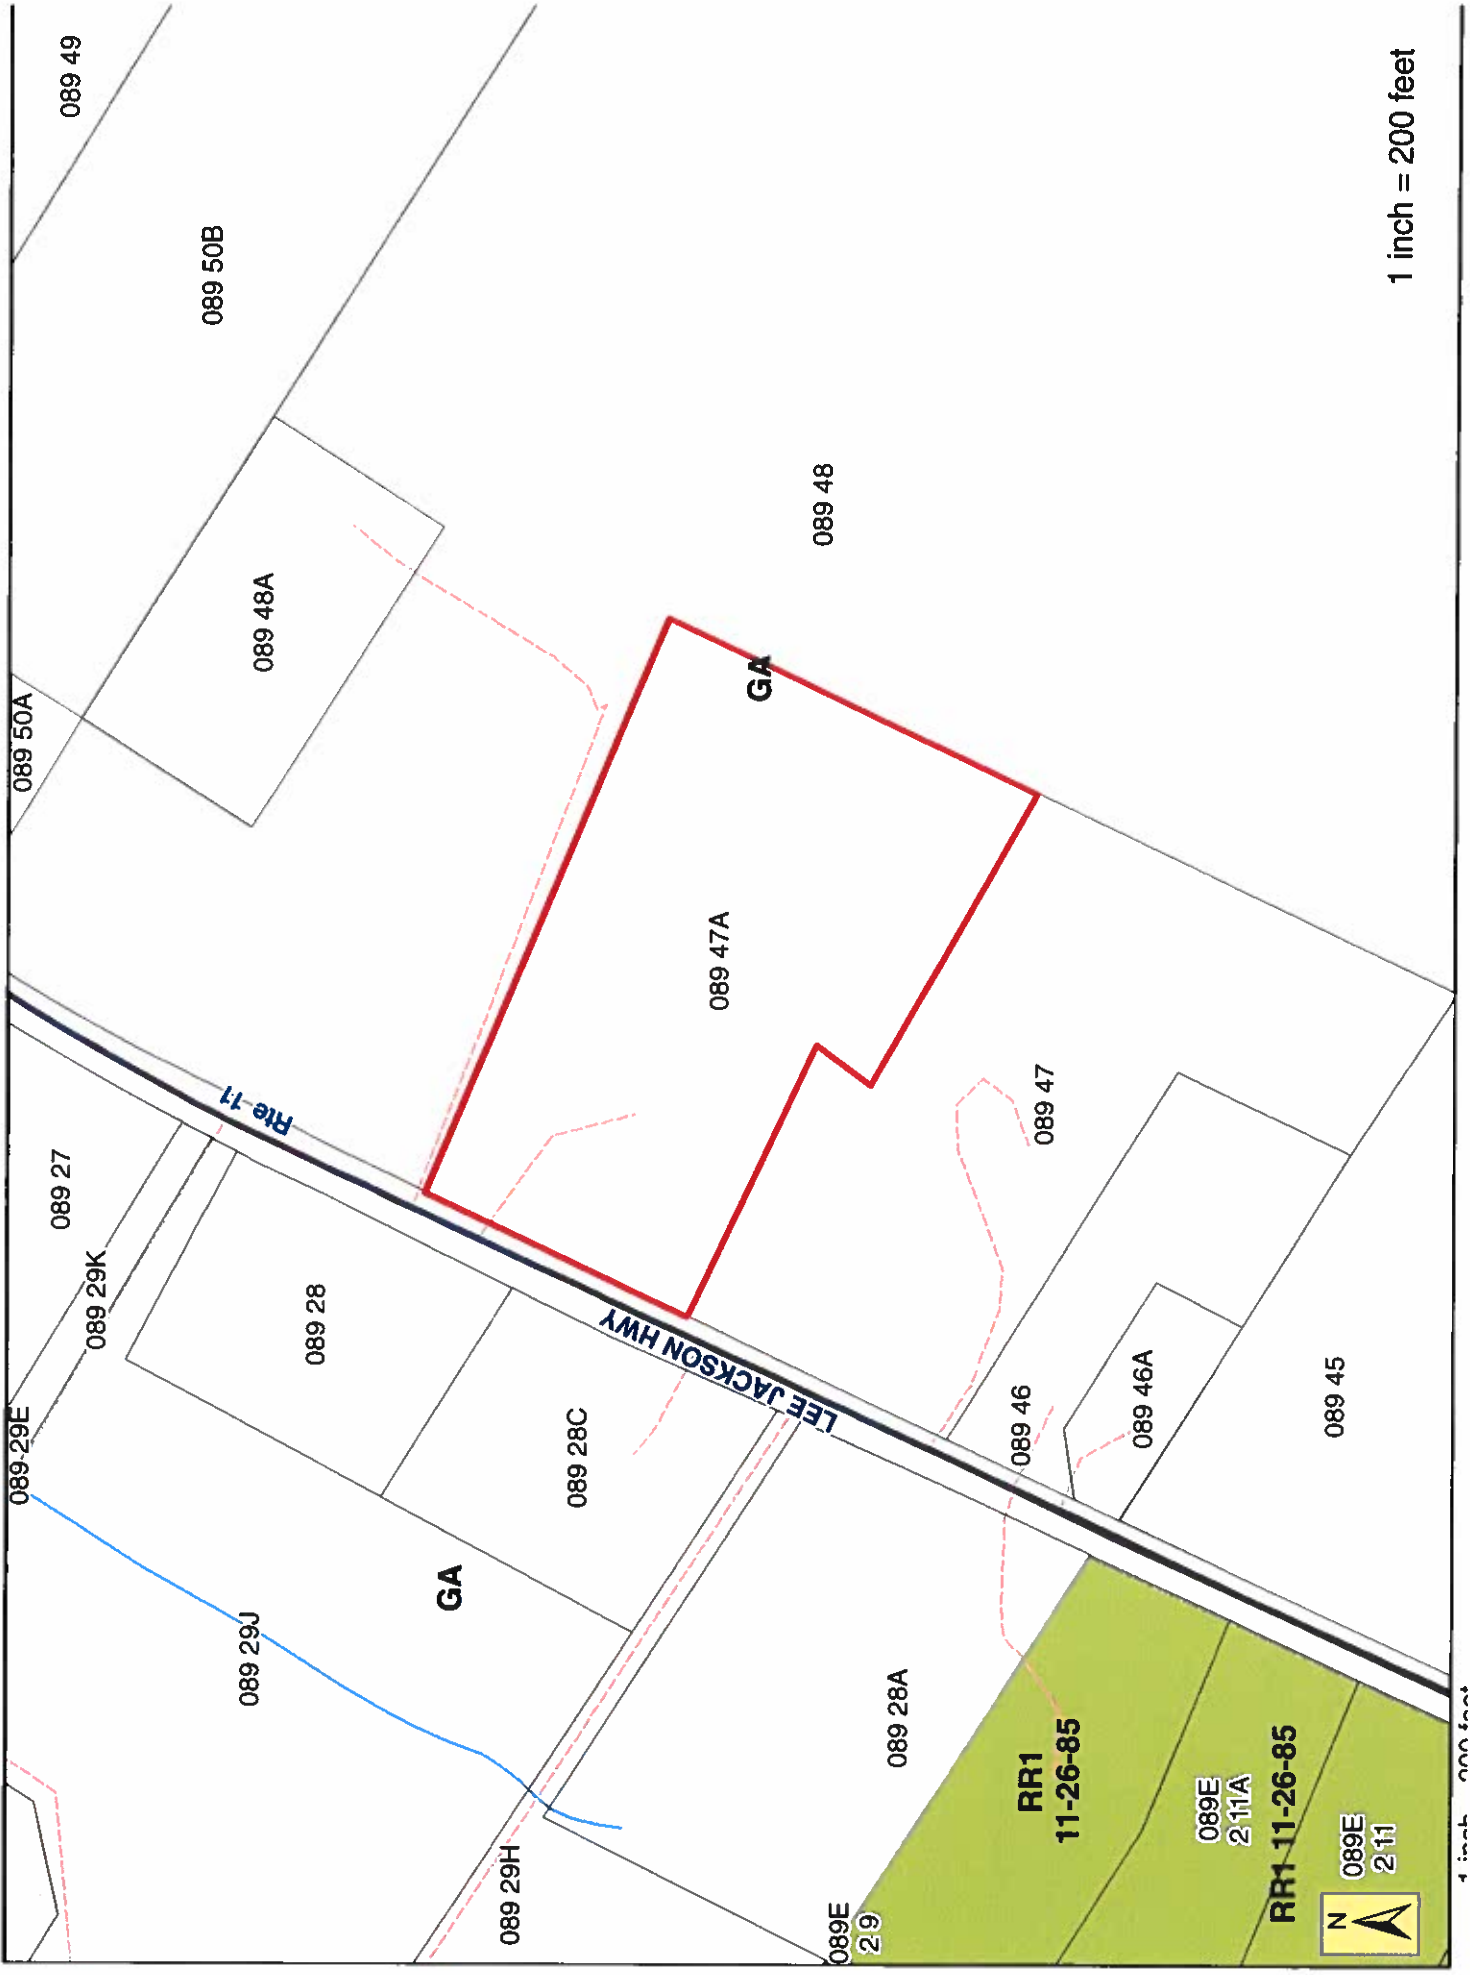 089 49
089 50B
089 50A
089 48A
089 48
GA
089 47A
Rte 11
089 27
089 29K
089 28
LEE JACKSON HWY
089 28C
089-29E
GA
089 29J
089 47
089 46
089 46A
089 45
089 28A
089 29H
089E
2 9
RR1
11-26-85
089E
2 11A
RR1 11-26-85
089E
2 11
N
1 inch = 200 feet